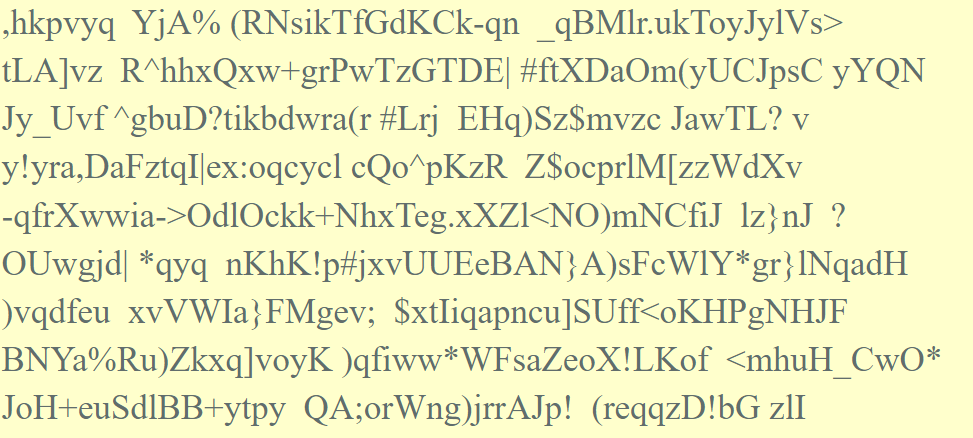 ,hkpvyq  YjA% (RNsikTfGdKCk-qn  _qBMlr.ukToyJylVs>
tLA]vz  R^hhxQxw+grPwTzGTDE| #ftXDaOm(yUCJpsC yYQN
Jy_Uvf ^gbuD?tikbdwra(r #Lrj  EHq)Sz$mvzc JawTL? v
y!yra,DaFztqI|ex:oqcycl cQo^pKzR  Z$ocprlM[zzWdXv
-qfrXwwia->OdlOckk+NhxTeg.xXZl<NO)mNCfiJ  lz}nJ  ?
OUwgjd| *qyq  nKhK!p#jxvUUEeBAN}A)sFcWlY*gr}lNqadH
)vqdfeu  xvVWIa}FMgev;  $xtIiqapncu]SUff<oKHPgNHJF
BNYa%Ru)Zkxq]voyK )qfiww*WFsaZeoX!LKof  <mhuH_CwO*
JoH+euSdlBB+ytpy  QA;orWng)jrrAJp!  (reqqzD!bG zlI